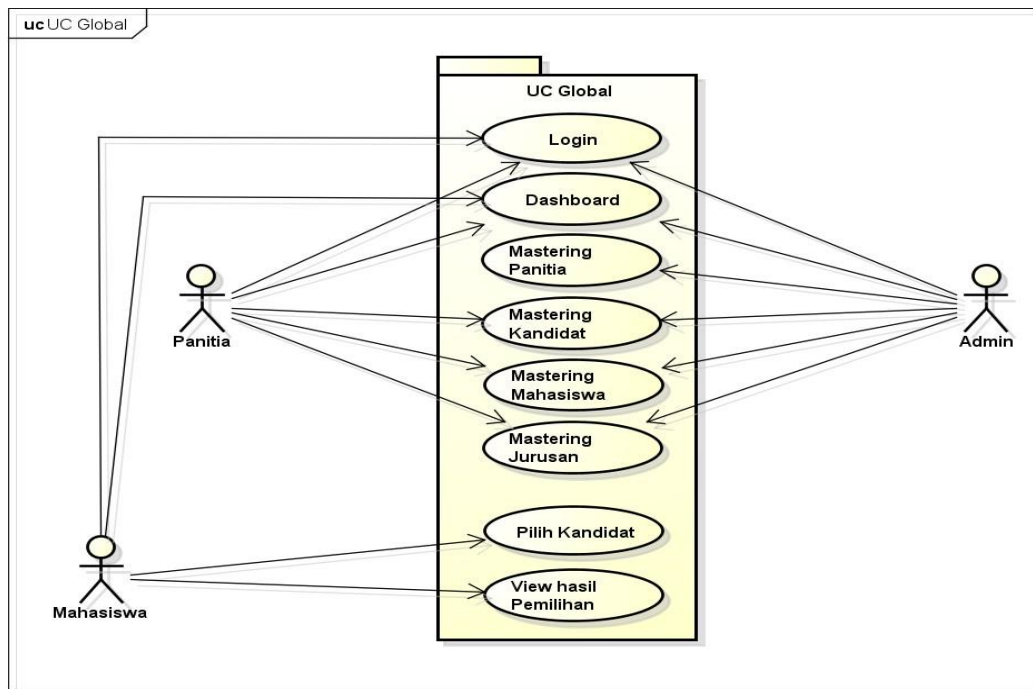 uc UC Global
UC Global
Login
Dashboard
Mastering
Panitia
Mastering
Kandidat
Mastering
Mahasiswa
Mastering
Jurusan
Pilih Kandidat
View hasil
Pemilihan
Panitia
Admin
Mahasiswa